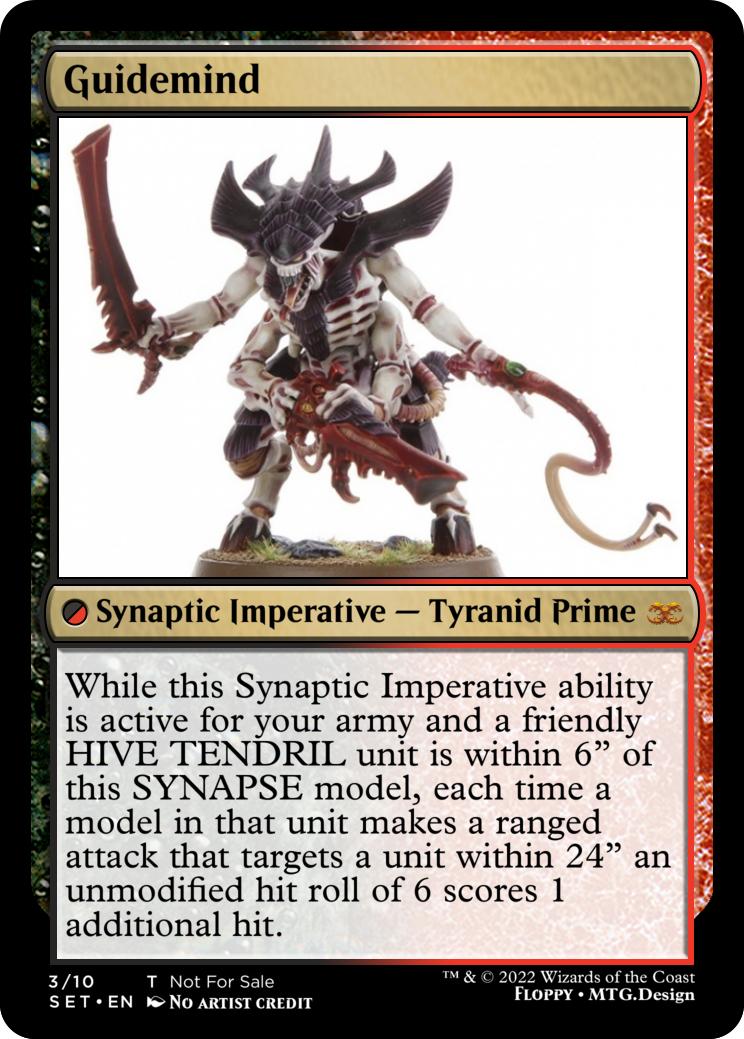 Guidemind
Synaptic Imperative — Tyranid Prime
While this Synaptic Imperative ability
is active for your army and a friendly
HIVE TENDRIL unit is within 6” of
this SYNAPSE model, each time a
model in that unit makes a ranged
attack that targets a unit within 24” an
unmodified hit roll of 6 scores 1
additional hit.
3/10 T Not For Sale
SET • EN No artist credit
™ & © 2022 Wizards of the Coast
Floppy • MTG.Design